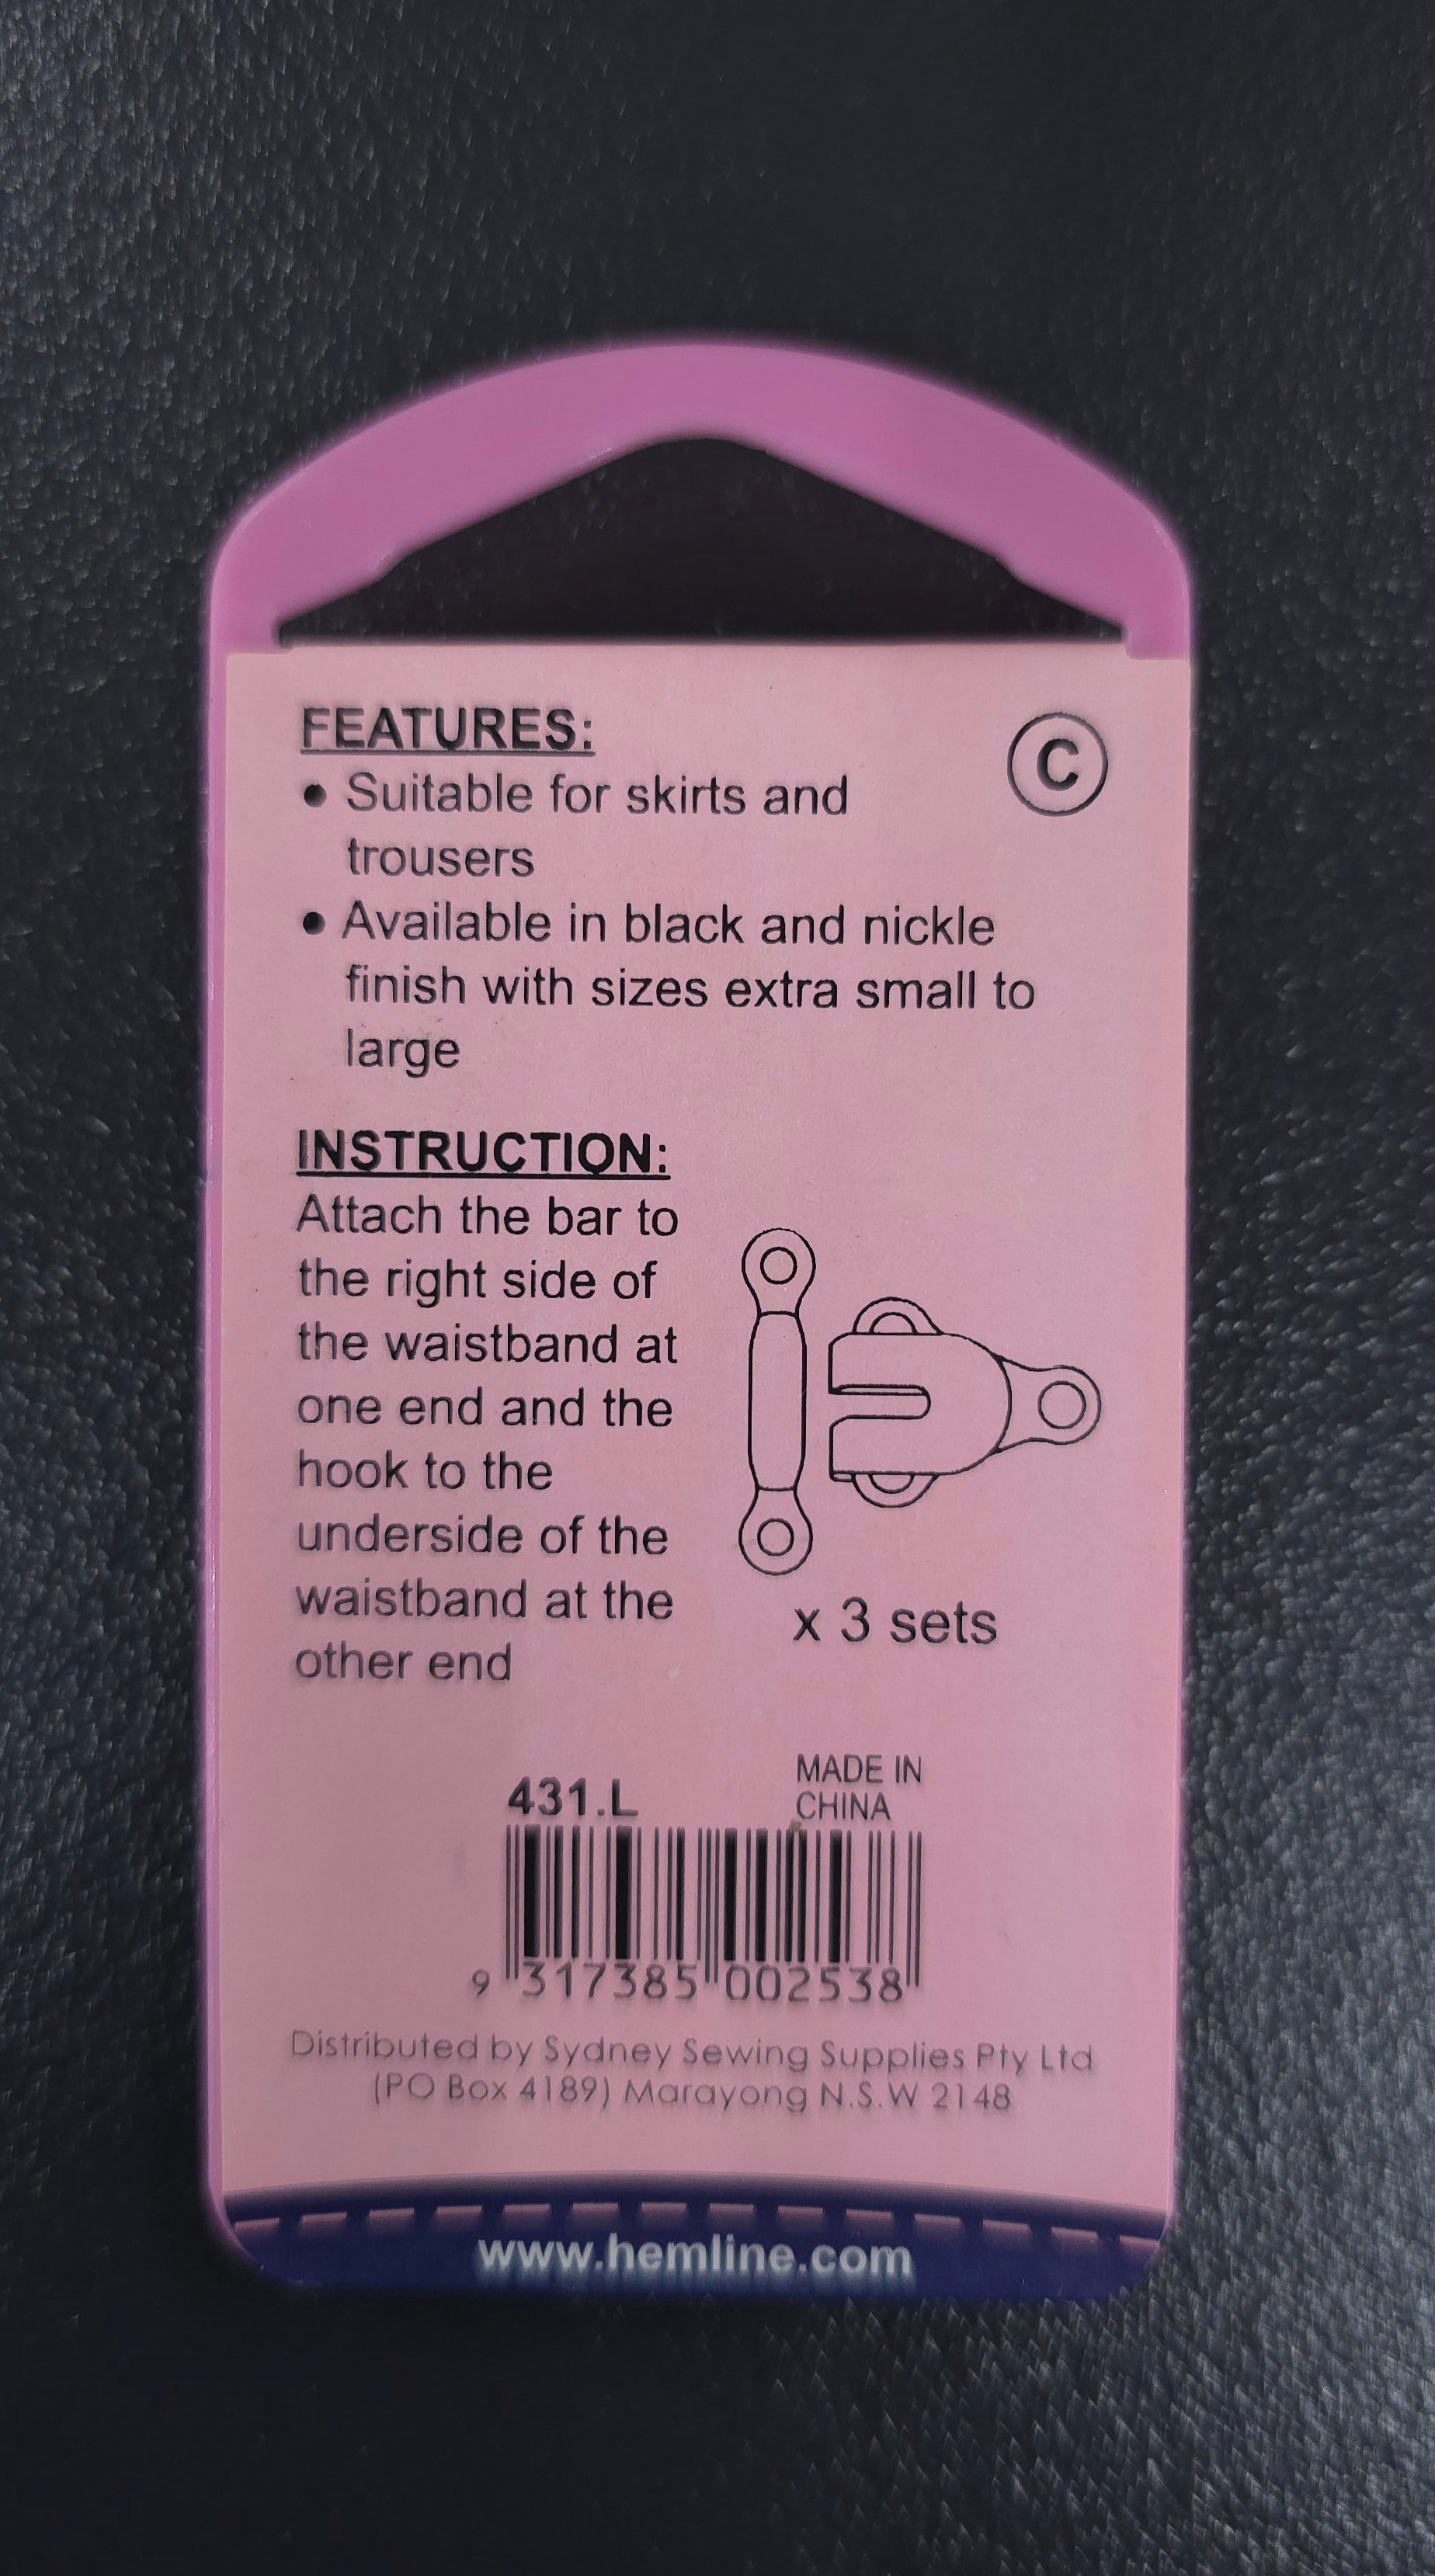 FEATURES:
C
• Suitable for skirts and
trousers
• Available in black and nickle
finish with sizes extra small to
large
INSTRUCTION:
Attach the bar to
the right side of
the waistband at
one end and the
hook to the
underside of the
waistband at the
other end
x 3 sets
431.L
MADE IN
CHINA
9 317385 002538
Distributed by Sydney Sewing Supplies Pty Ltd
(PO Box 4189) Marayong N.S.W 2148
www.hemline.com